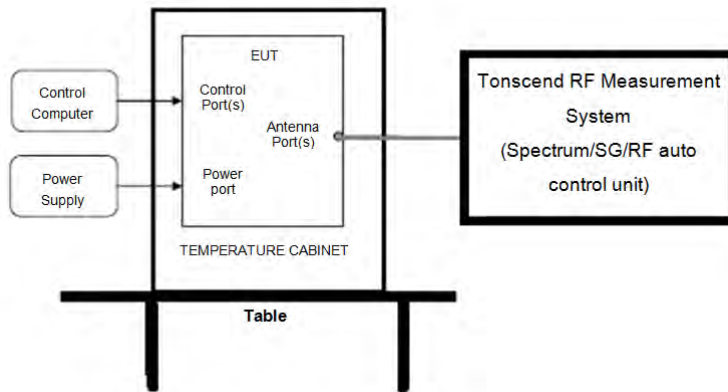 EUT
Control
Computer
Control
Port(s)
Antenna
Port(s)
Power
Supply
Power
port
TEMPERATURE CABINET
Table
Tonscend RF Measurement
System
(Spectrum/SG/RF auto
control unit)